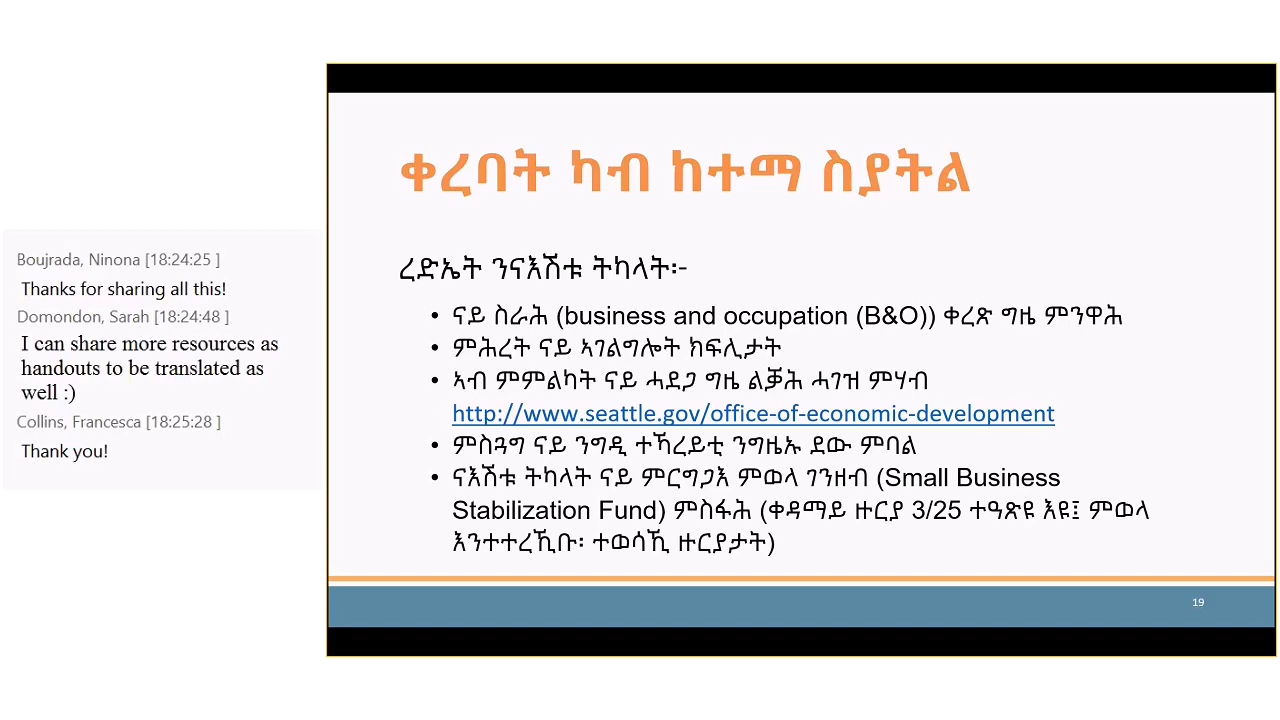 Boujrada, Ninona [18:24:25 ]
Thanks for sharing all this!
Domondon, Sarah [18:24:48 ]
I can share more resources as
handouts to be translated as
well :)
Collins, Francesca [18:25:28 ]
Thank you!
ቀረባት ካብ ከተማ ስያትል
ረድኤት ንናእሽቱ ትካላት፡-
• ናይ ስራሕ (business and occupation (B&O)) ቀረጽ ግዜ ምንዋሕ
• ምሕረት ናይ ኣገልግሎት ክፍሊታት
• ኣብ ምምልካት ናይ ሓደጋ ግዜ ልቓሕ ሓገዝ ምሃብ
http://www.seattle.gov/office-of-economic-development
• ምስጓግ ናይ ንግዲ ተኻረይቲ ንግዜኡ ደው ምባል
• ናእሽቱ ትካላት ናይ ምርግጋእ ምወላ ገንዘብ (Small Business
Stabilization Fund) ምስፋሕ (ቀዳማይ ዙርያ 3/25 ተዓጽዩ እዩ፤ ምወላ
እንተተረኺቡ፡ ተወሳኺ ዙርያታት)
19